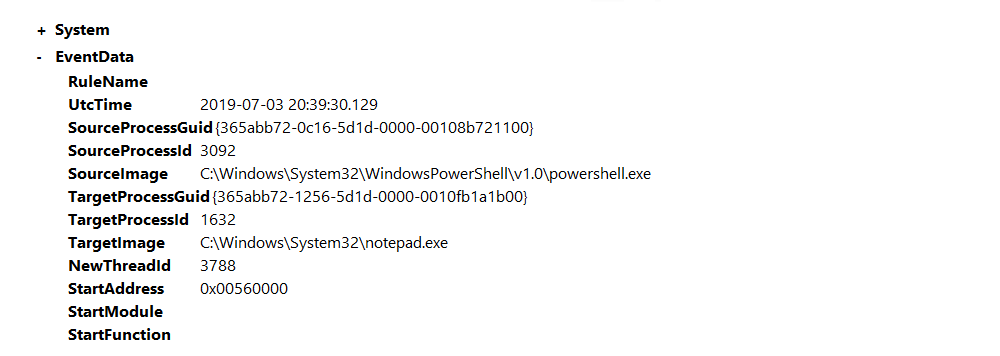 + System
- EventData
RuleName
UtcTime 2019-07-03 20:39:30.129
SourceProcessGuid {365abb72-0c16-5d1d-0000-00108b721100}
SourceProcessId 3092
SourceImage C:\Windows\System32\WindowsPowerShell\v1.0\powershell.exe
TargetProcessGuid {365abb72-1256-5d1d-0000-0010fb1a1b00}
TargetProcessId 1632
TargetImage C:\Windows\System32\notepad.exe
NewThreadId 3788
StartAddress 0x00560000
StartModule
StartFunction